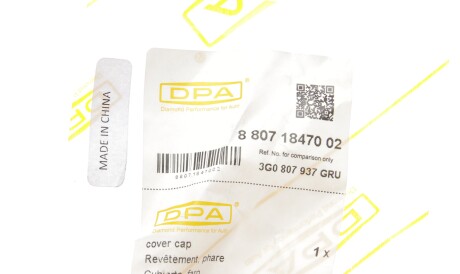 MADE IN CHINA
DPA
Diamond Performance for Auto
8 807 18470 02
Ref. No. for comparison only
3G0 807 937 GRU
88071847002
DPA
cover cap
Revêtement phare
1 x